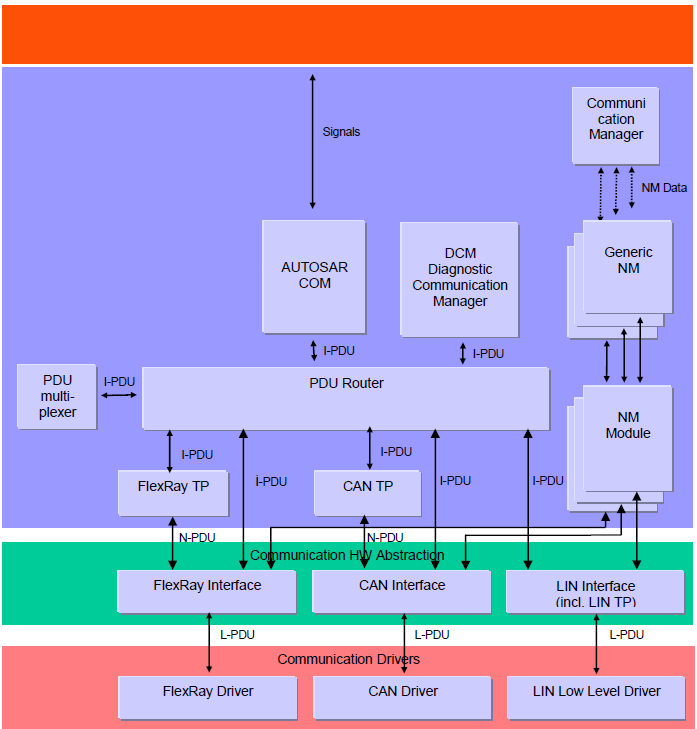 Communi
cation
Manager
Signals
NM Data
AUTOSAR
COM
DCM
Diagnostic
Communication
Manager
Generic
NM
I-PDU
I-PDU
PDU
multi-
plexer
I-PDU
PDU Router
NM
Module
I-PDU
i-PDU
I-PDU
I-PDU
I-PDU
FlexRay TP
CAN TP
N-PDU
N-PDU
Communication HW Abstraction
FlexRay Interface
CAN Interface
LIN Interface
(incl. LIN TP)
L-PDU
L-PDU
L-PDU
Communication Drivers
FlexRay Driver
CAN Driver
LIN Low Level Driver